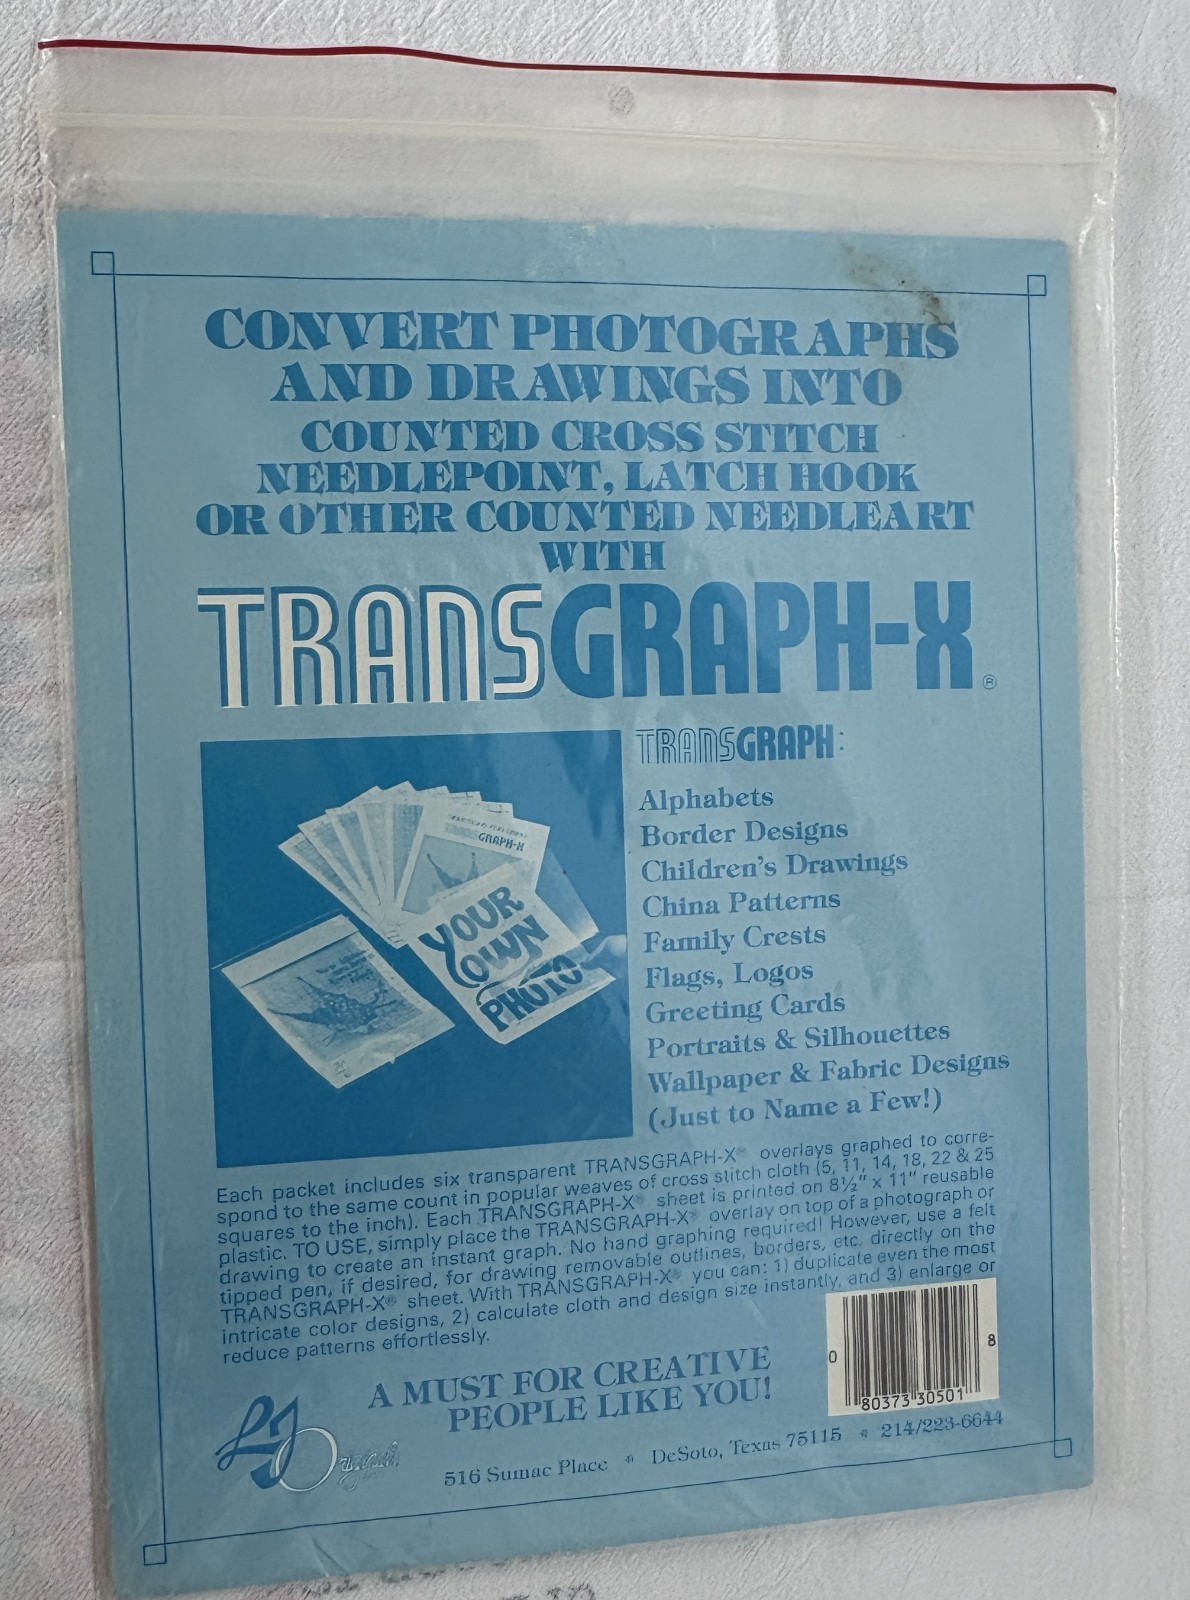 CONVERT PHOTOGRAPHS
AND DRAWINGS INTO
COUNTED CROSS STITCH
NEEDLEPOINT, LATCH HOOK
OR OTHER COUNTED NEEDLEART
WITH
TRANSGRAPH-X®
TRANSGRAPH:
Alphabets
Border Designs
Children's Drawings
China Patterns
Family Crests
Flags, Logos
Greeting Cards
Portraits & Silhouettes
Wallpaper & Fabric Designs
(Just to Name a Few!)
TRANSGRAPH-X
YOUR
OWN
PHOTO
Each packet includes six transparent TRANSGRAPH-X® overlays graphed to corre-
spond to the same count in popular weaves of cross stitch cloth (5, 11, 14, 18, 22 & 25
squares to the inch). Each TRANSGRAPH-X® sheet is printed on 8½" x 11" reusable
plastic. TO USE, simply place the TRANSGRAPH-X® overlay on top of a photograph or
drawing to create an instant graph. No hand graphing required! However, use a felt
tipped pen, if desired, for drawing removable outlines, borders, etc. directly on the
TRANSGRAPH-X® sheet. With TRANSGRAPH-X® you can: 1) duplicate even the most
intricate color designs, 2) calculate cloth and design size instantly, and 3) enlarge or
reduce patterns effortlessly.
A MUST FOR CREATIVE
PEOPLE LIKE YOU!
0 80373 30501 8
LJ Originals
516 Sumac Place * DeSoto, Texas 75115 * 214/223-6644